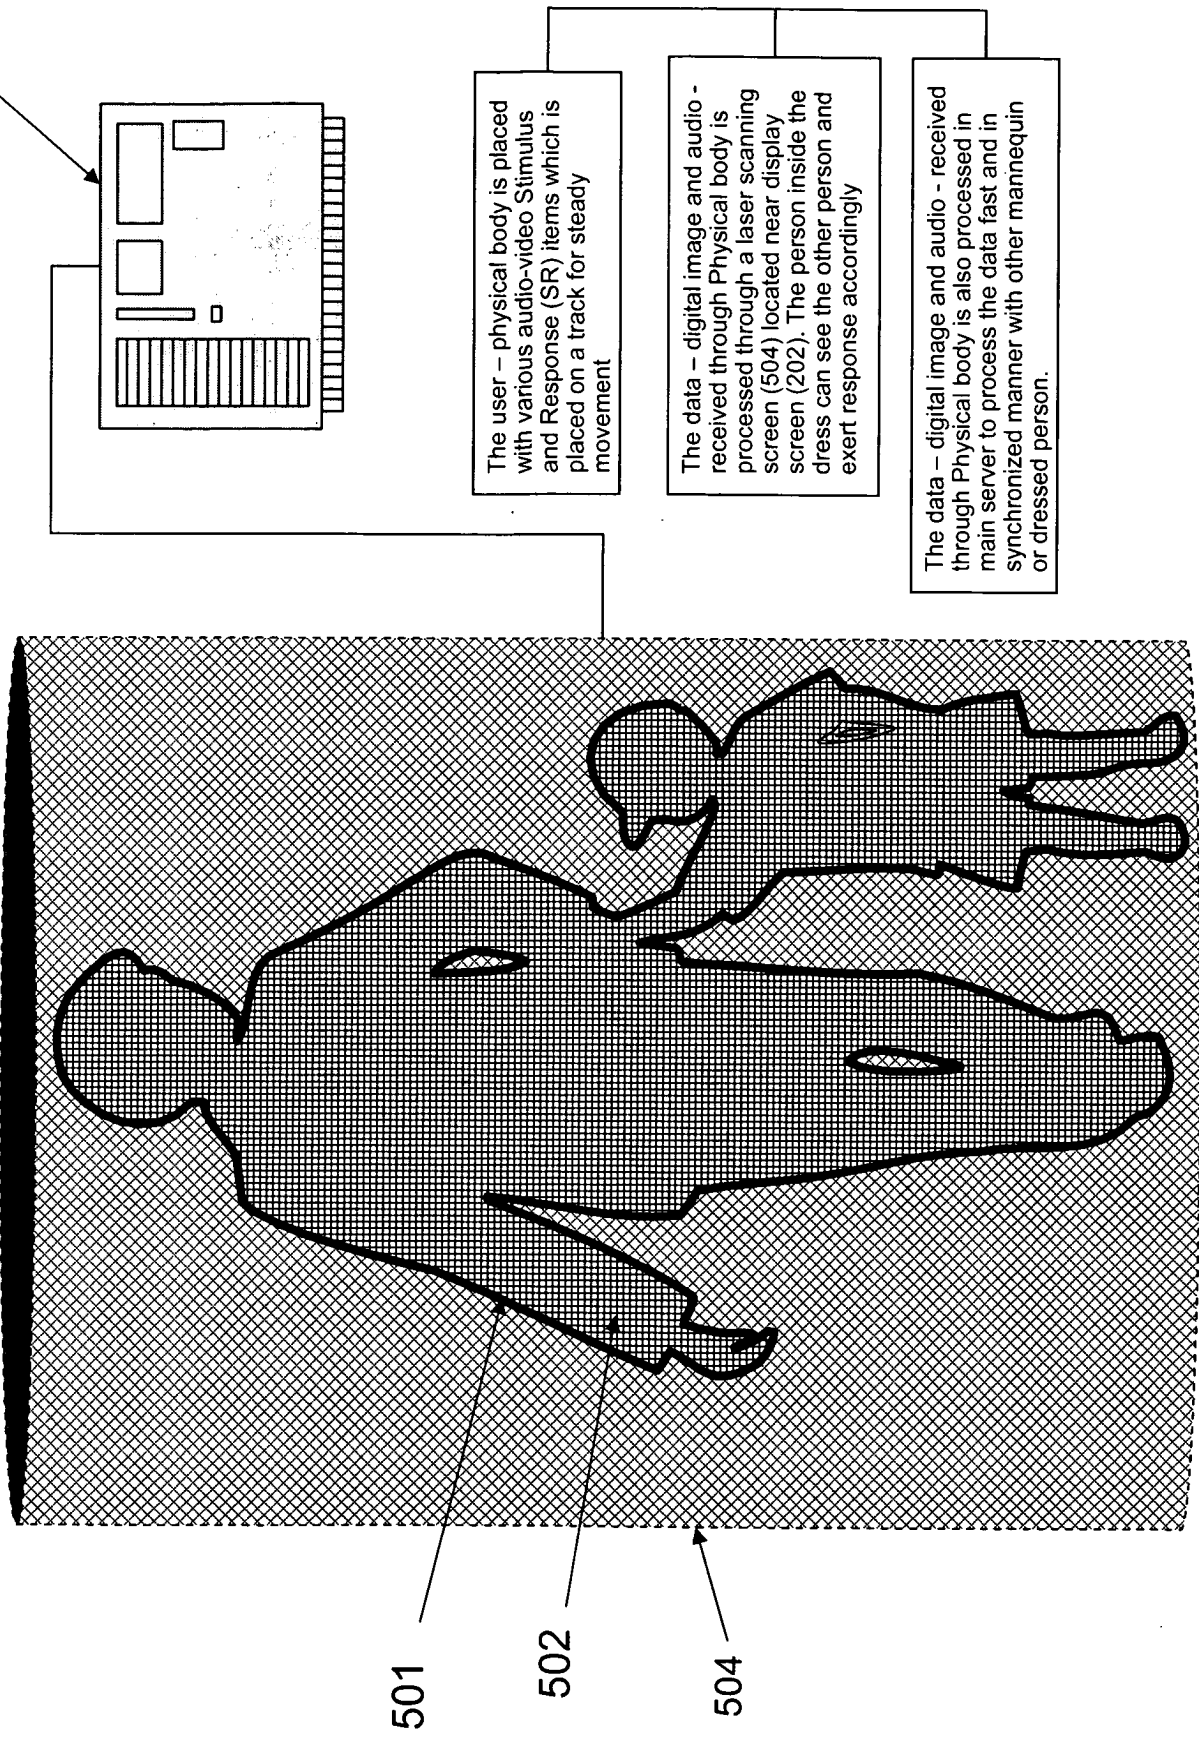 The user – physical body is placed
with various audio-video Stimulus
and Response (SR) items which is
placed on a track for steady
movement
The data – digital image and audio -
received through Physical body is
processed through a laser scanning
screen (504) located near display
screen (202). The person inside the
dress can see the other person and
exert response accordingly
The data – digital image and audio - received
through Physical body is also processed in
main server to process the data fast and in
synchronized manner with other mannequin
or dressed person.
501
502
504